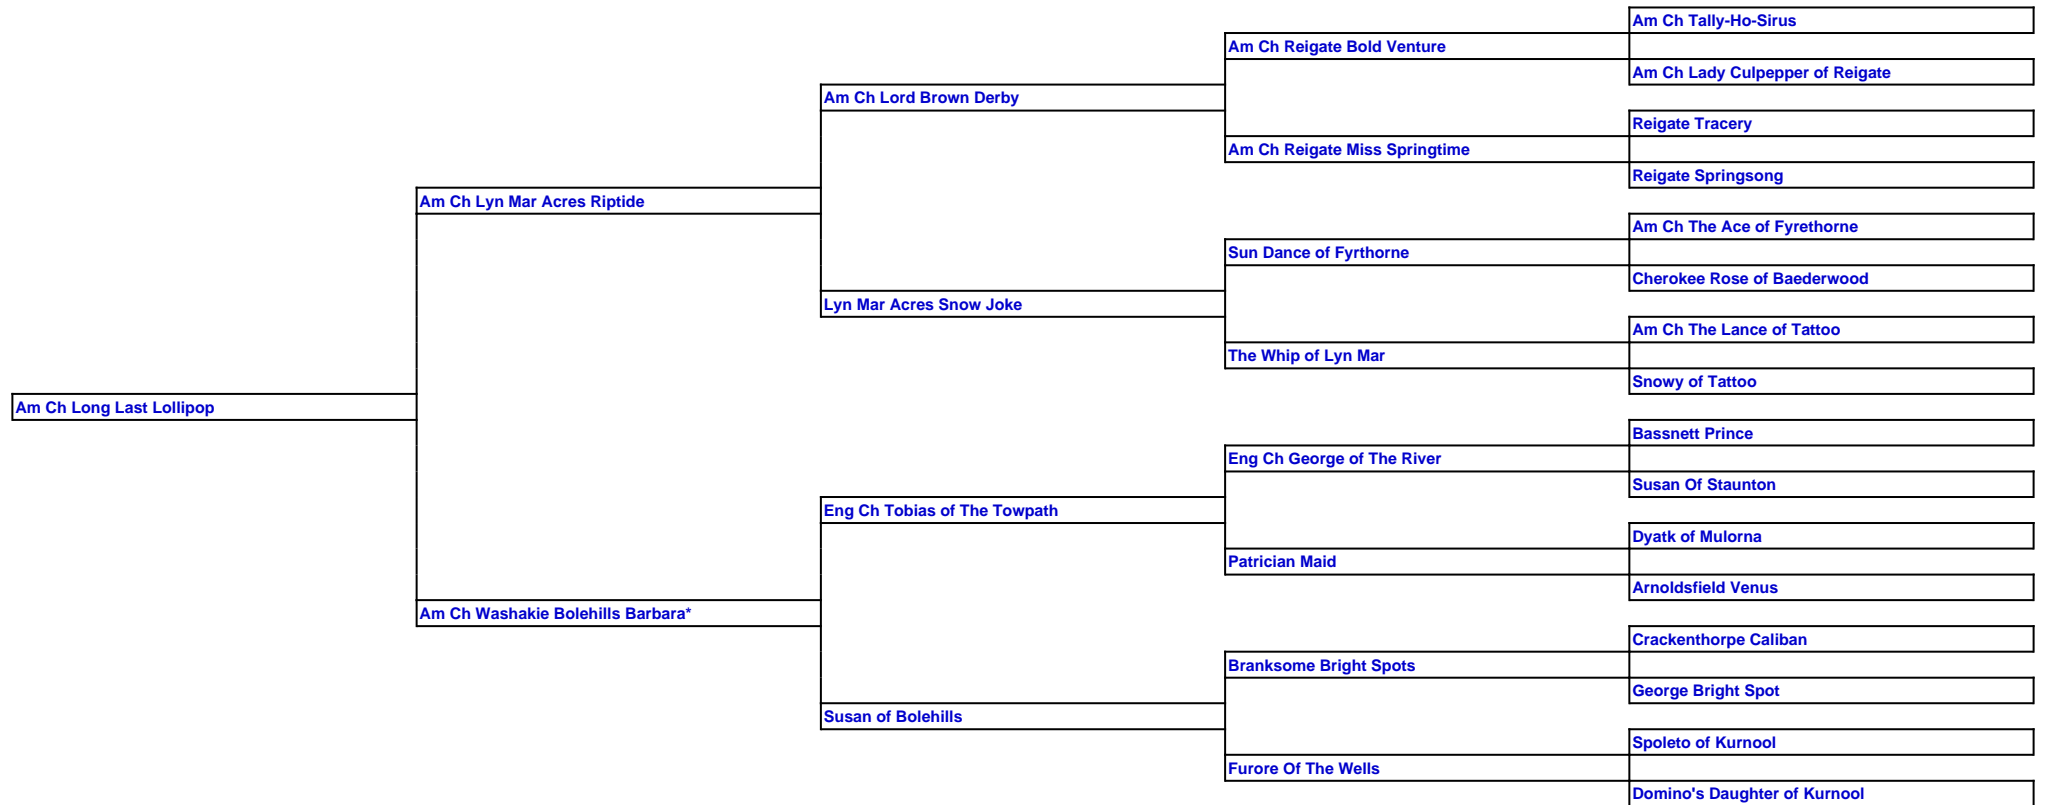 Am Ch Tally-Ho-Sirus
Am Ch Reigate Bold Venture
Am Ch Lady Culpepper of Reigate
Am Ch Lord Brown Derby
Reigate Tracery
Am Ch Reigate Miss Springtime
Reigate Springsong
Am Ch Lyn Mar Acres Riptide
Am Ch The Ace of Fyrethorne
Sun Dance of Fyrthorne
Cherokee Rose of Baederwood
Lyn Mar Acres Snow Joke
Am Ch The Lance of Tattoo
The Whip of Lyn Mar
Snowy of Tattoo
Am Ch Long Last Lollipop
Bassnett Prince
Eng Ch George of The River
Susan Of Staunton
Eng Ch Tobias of The Towpath
Dyatk of Mulorna
Patrician Maid
Arnoldsfield Venus
Am Ch Washakie Bolehills Barbara*
Crackenthorpe Caliban
Branksome Bright Spots
George Bright Spot
Susan of Bolehills
Spoleto of Kurnool
Furore Of The Wells
Domino's Daughter of Kurnool